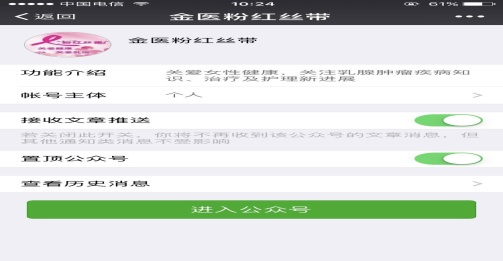 中国电信
10:24
61%
返回
金医粉红丝带
金医粉红丝带
功能介绍
关爱女性健康，关注乳腺肿瘤疾病知
识、治疗及护理新进展
帐号主体
个人
接收文章推送
若关闭此开关，你将不再收到该公众号的文章消息，但
其他通知类消息不受影响
置顶公众号
查看历史消息
进入公众号